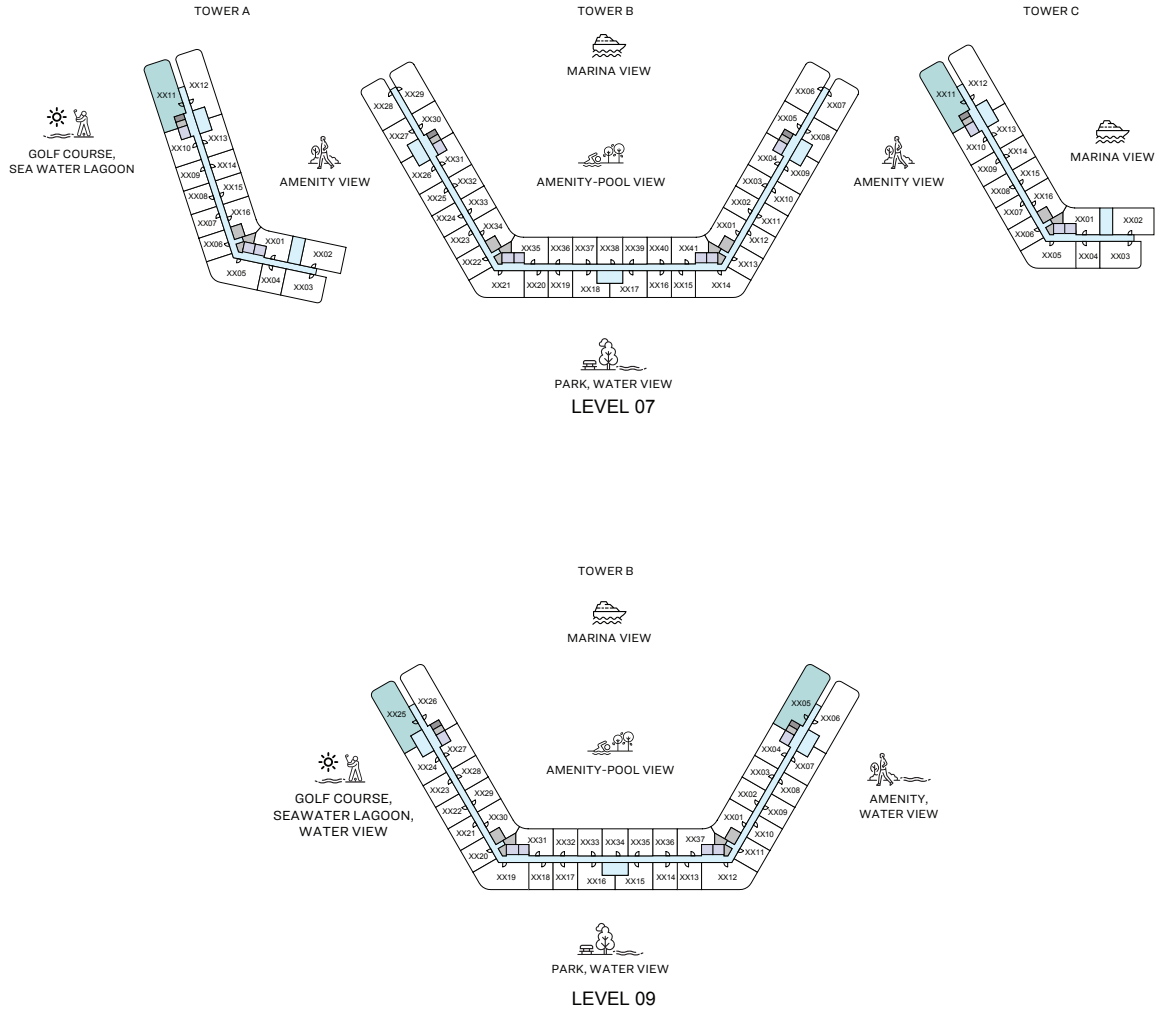 TOWER A
TOWER B
TOWER C
MARINA VIEW
GOLF COURSE,
SEA WATER LAGOON
AMENITY VIEW
AMENITY-POOL VIEW
AMENITY VIEW
MARINA VIEW
XX11
XX12
XX10
XX13
XX09
XX14
XX08
XX15
XX07
XX16
XX06
XX01
XX02
XX05
XX04
XX03
XX28
XX29
XX27
XX30
XX26
XX31
XX25
XX32
XX24
XX33
XX23
XX34
XX22
XX35
XX36
XX37
XX38
XX39
XX40
XX41
XX21
XX20
XX19
XX18
XX17
XX16
XX15
XX14
XX06
XX07
XX05
XX08
XX04
XX09
XX03
XX10
XX02
XX11
XX01
XX12
XX13
XX11
XX12
XX10
XX13
XX09
XX14
XX08
XX15
XX07
XX16
XX06
XX01
XX02
XX05
XX04
XX03
PARK, WATER VIEW
LEVEL 07
TOWER B
MARINA VIEW
AMENITY-POOL VIEW
GOLF COURSE,
SEAWATER LAGOON,
WATER VIEW
AMENITY,
WATER VIEW
XX25
XX26
XX24
XX27
XX23
XX28
XX22
XX29
XX21
XX30
XX20
XX31
XX32
XX33
XX34
XX35
XX36
XX37
XX19
XX18
XX17
XX16
XX15
XX14
XX13
XX12
XX05
XX06
XX04
XX07
XX03
XX08
XX02
XX09
XX01
XX10
XX11
PARK, WATER VIEW
LEVEL 09